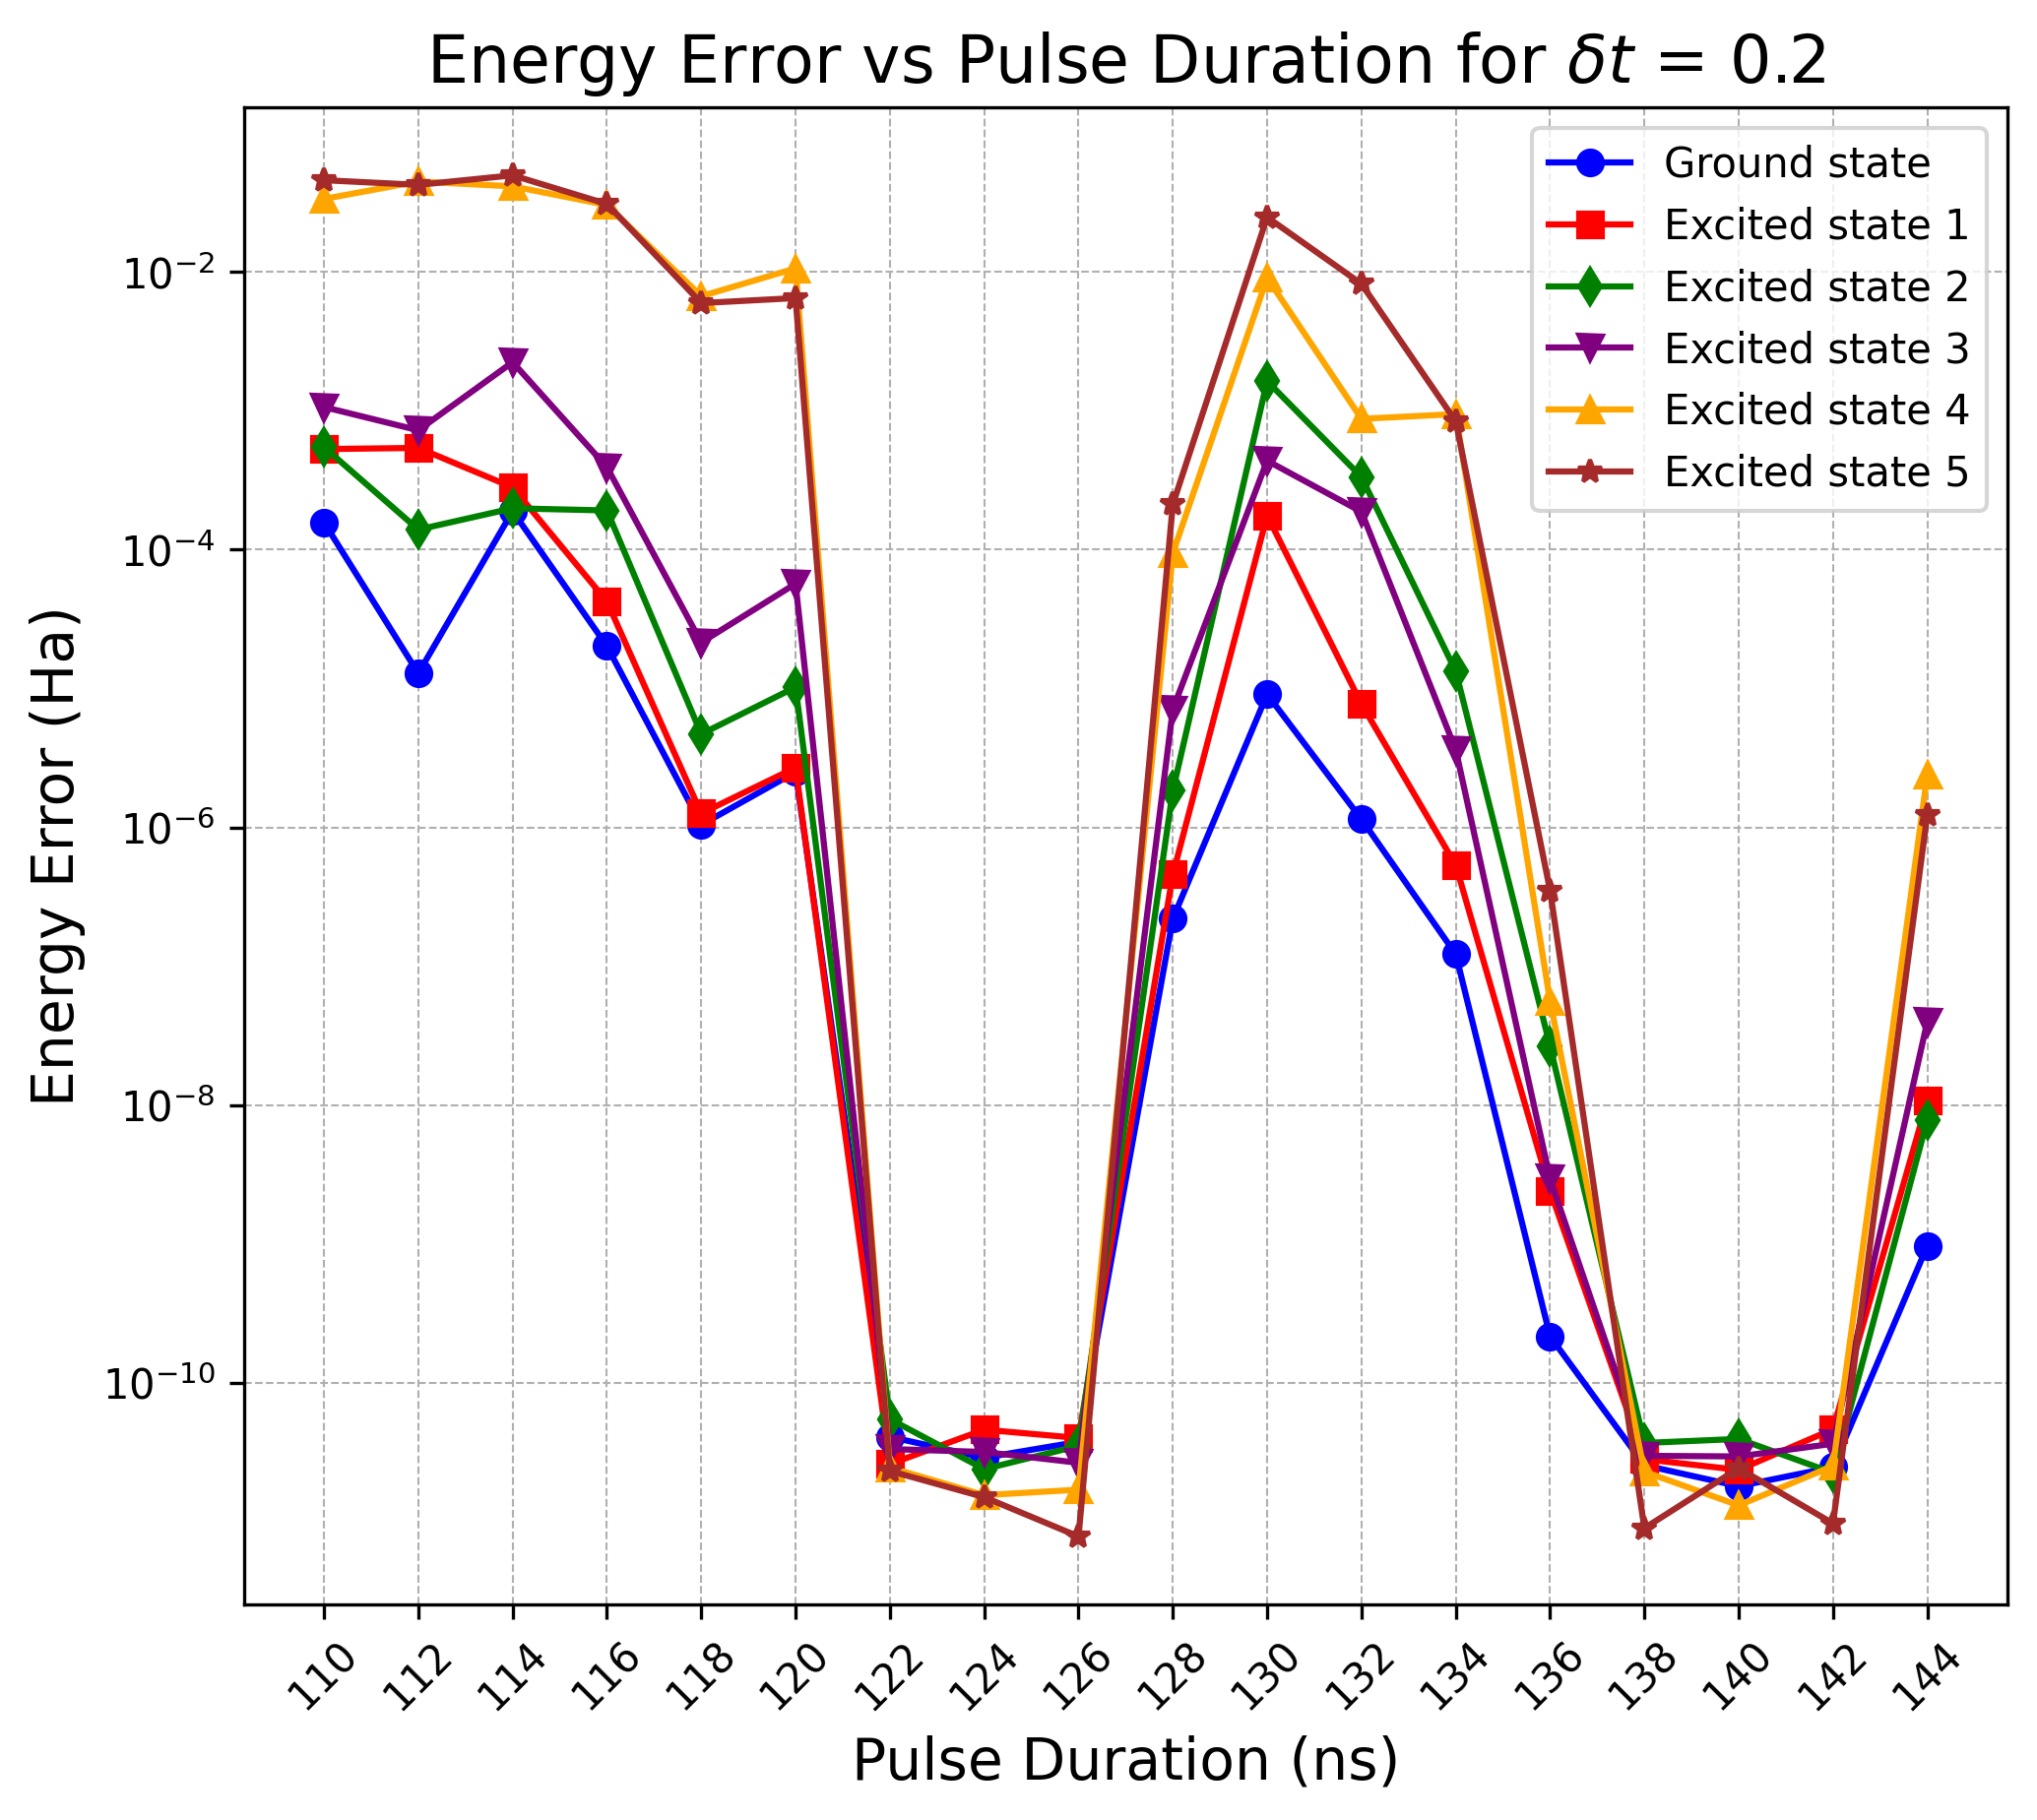 Energy Error vs Pulse Duration for δt = 0.2
Ground state
Excited state 1
Excited state 2
Excited state 3
Excited state 4
Excited state 5
Energy Error (Ha)
10⁻²
10⁻⁴
10⁻⁶
10⁻⁸
10⁻¹⁰
110 112 114 116 118 120 122 124 126 128 130 132 134 136 138 140 142 144
Pulse Duration (ns)